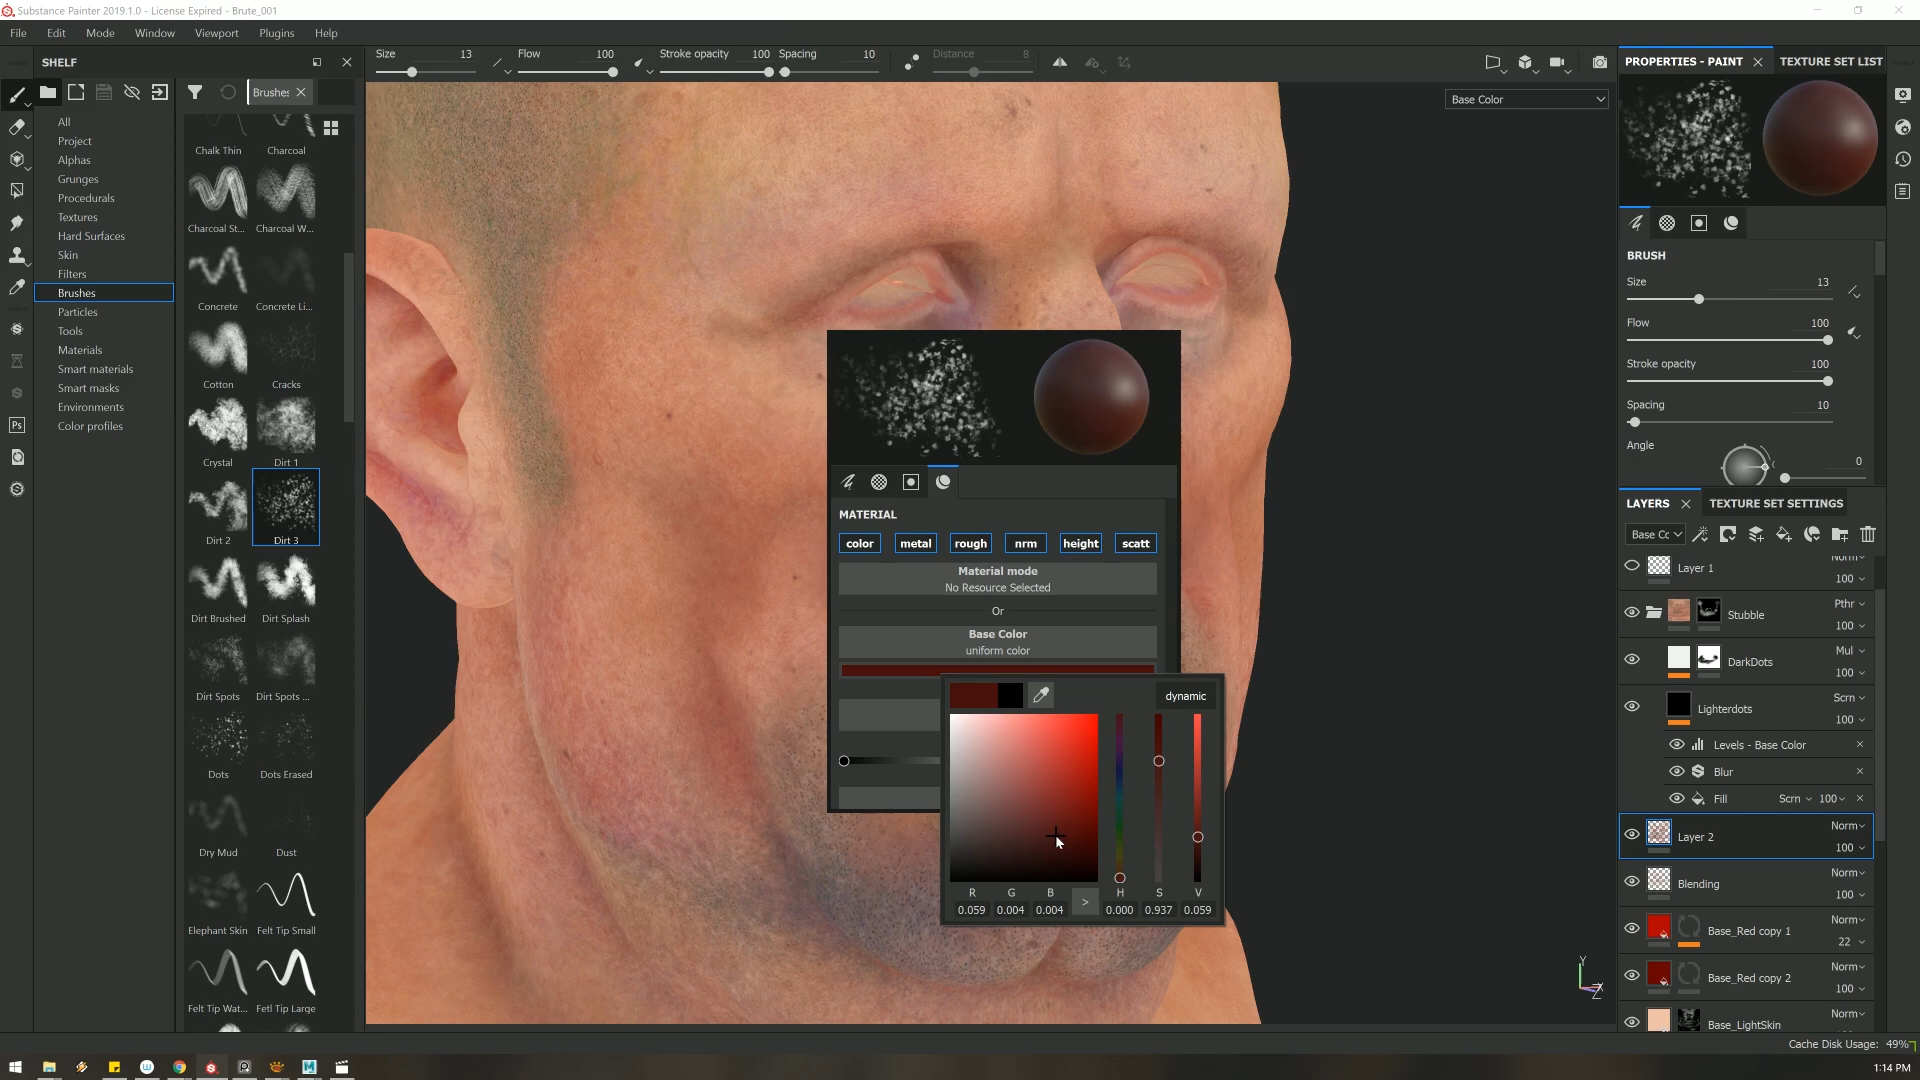 Substance Painter 2019.1.0 - License Expired - Brute_001
File Edit Mode Window Viewport Plugins Help
SHELF
Size 13 Flow 100 Stroke opacity 100 Spacing 10 Distance 8
PROPERTIES - PAINT TEXTURE SET LIST
Brushes
Base Color
All
Project
Alphas
Grunges
Procedurals
Textures
Hard Surfaces
Skin
Filters
Brushes
Particles
Tools
Materials
Smart materials
Smart masks
Environments
Color profiles
Ps
Chalk Thin Charcoal
Charcoal St... Charcoal W...
Concrete Concrete Li...
Cotton Cracks
Crystal Dirt 1
Dirt 2 Dirt 3
Dirt Brushed Dirt Splash
Dirt Spots Dirt Spots ...
Dots Dots Erased
Dry Mud Dust
Elephant Skin Felt Tip Small
Felt Tip Wat... Fetl Tip Large
MATERIAL
color metal rough nrm height scatt
Material mode
No Resource Selected
Or
Base Color
uniform color
dynamic
R G B H S V
0.059 0.004 0.004 > 0.000 0.937 0.059
Y
X
Z
BRUSH
Size 13
Flow 100
Stroke opacity 100
Spacing 10
Angle 0
LAYERS TEXTURE SET SETTINGS
Base Cc
Layer 1 Norm
100
Stubble Pthr
100
DarkDots Mul
100
Lighterdots Scrn
100
Levels - Base Color
Blur
Fill Scrn 100
Layer 2 Norm
100
Blending Norm
100
Base_Red copy 1 Norm
22
Base_Red copy 2 Norm
100
Base_LightSkin Norm
Cache Disk Usage: 49%
1:14 PM